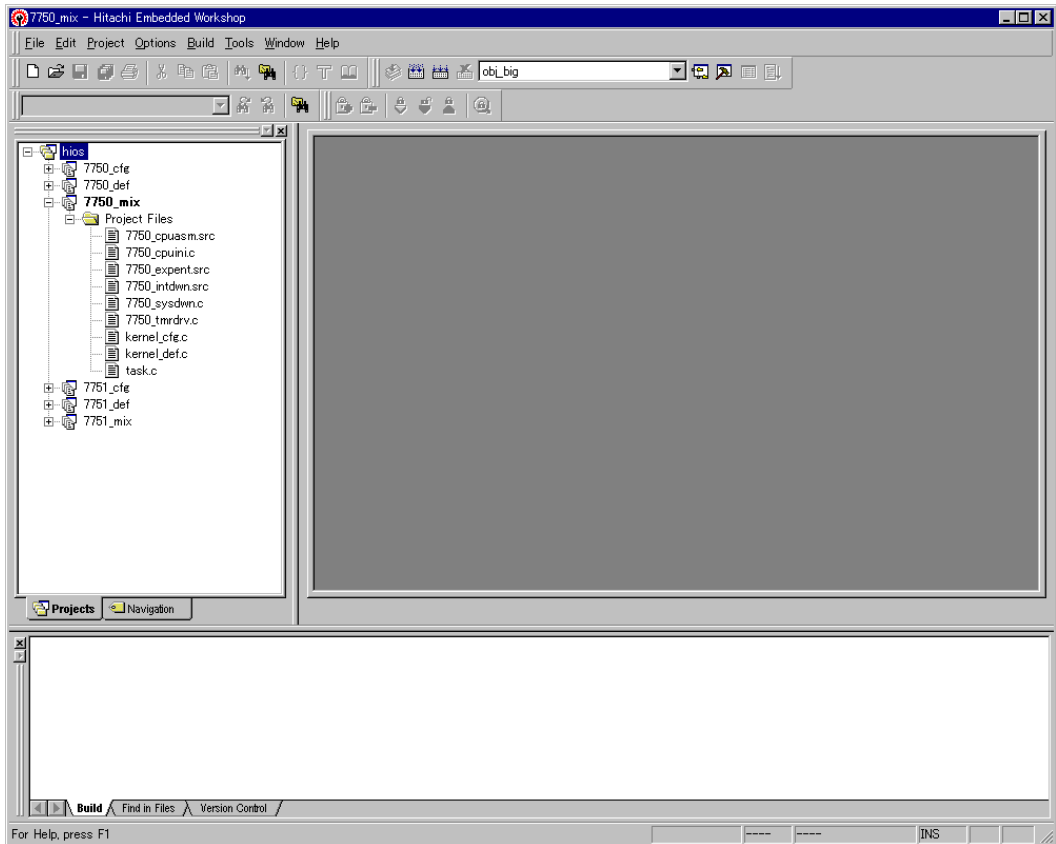 7750_mix - Hitachi Embedded Workshop
File Edit Project Options Build Tools Window Help
obj_big
hios
7750_cfg
7750_def
7750_mix
Project Files
7750_cpuasm.src
7750_cpuini.c
7750_expent.src
7750_intdwn.src
7750_sysdwn.c
7750_tmrdrv.c
kernel_cfg.c
kernel_def.c
task.c
7751_cfg
7751_def
7751_mix
Projects Navigation
Build Find in Files Version Control
For Help, press F1 ---- ---- INS